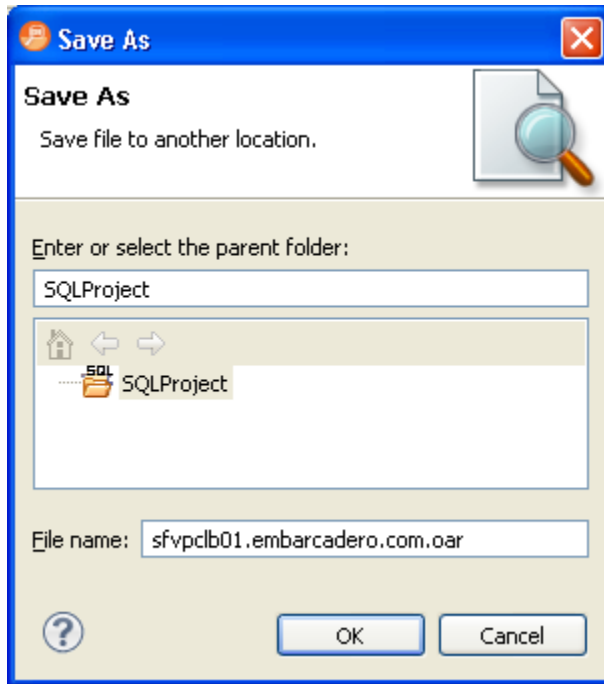 Save As
Save As
Save file to another location.
Enter or select the parent folder:
SQLProject
SQL
SQLProject
File name: sfvpclb01.embarcadero.com.oar
? OK Cancel